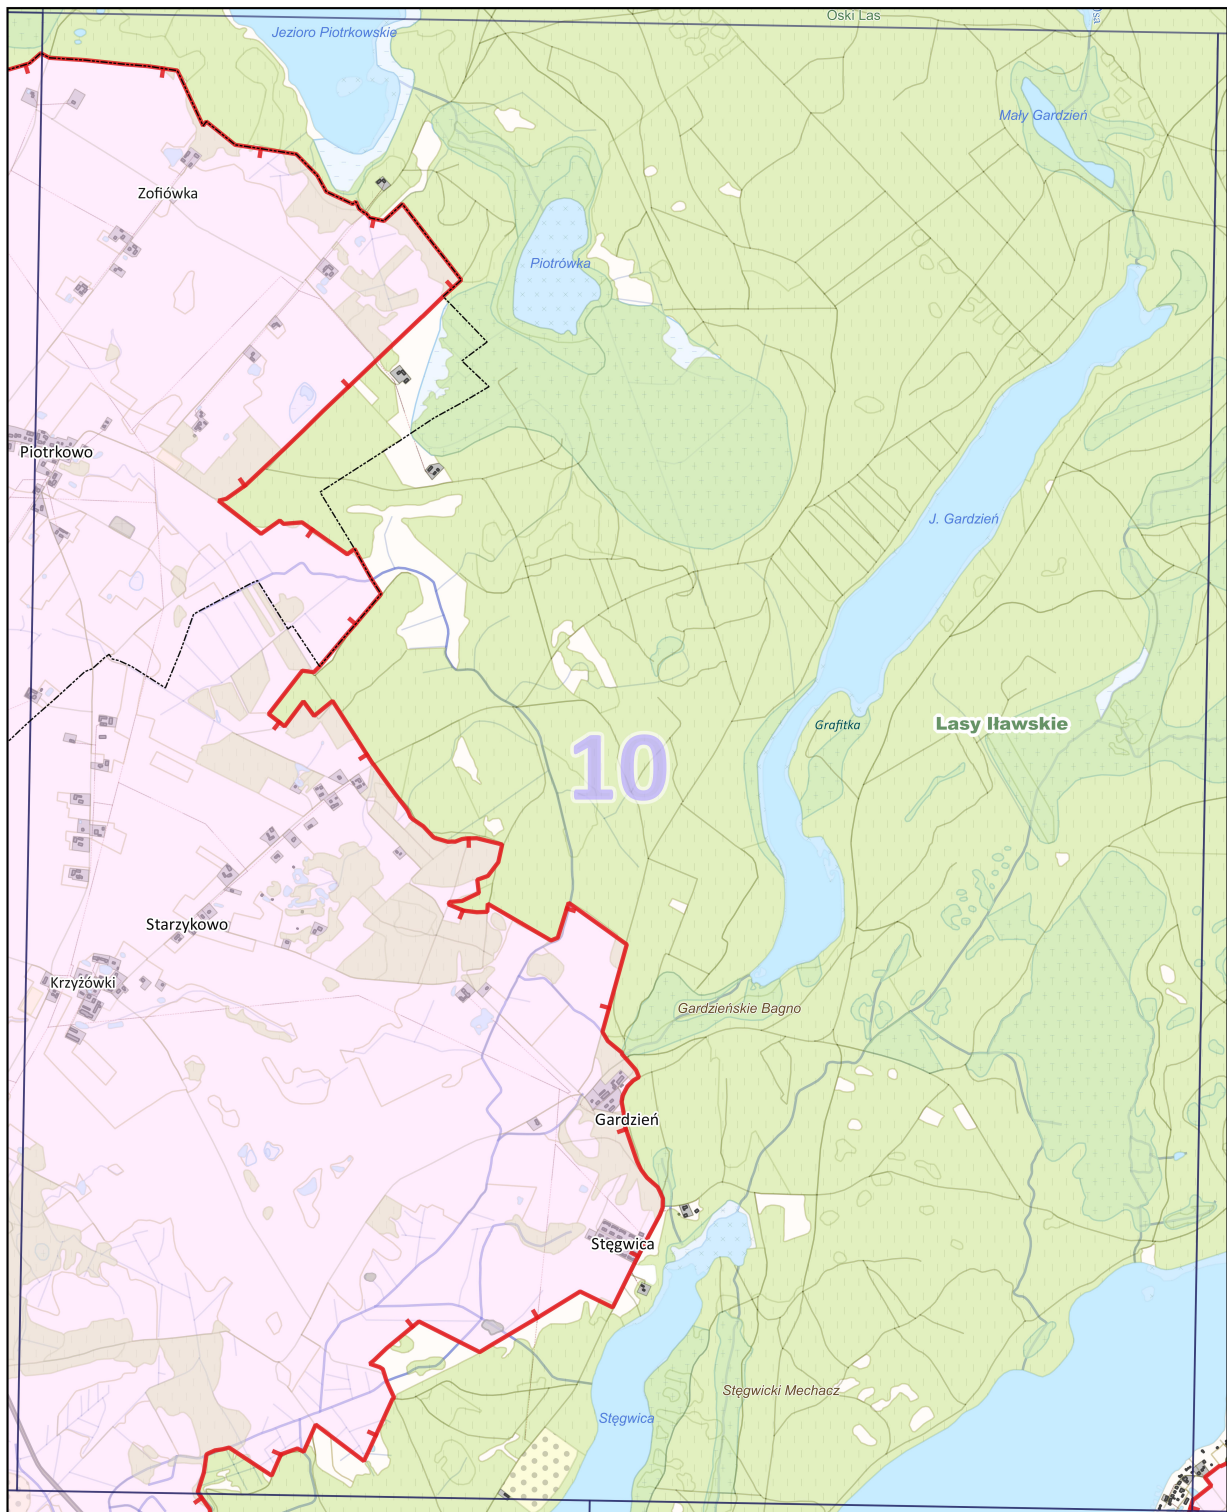 Oski Las
Jezioro Piotrkowskie
Mały Gardzień
Zofiówka
Piotrówka
Piotrkowo
J. Gardzień
Grafitka
Lasy Iławskie
10
Starzykowo
Krzyżówki
Gardzieńskie Bagno
Gardzień
Stęgwica
Stęgwicki Mechacz
Stęgwica